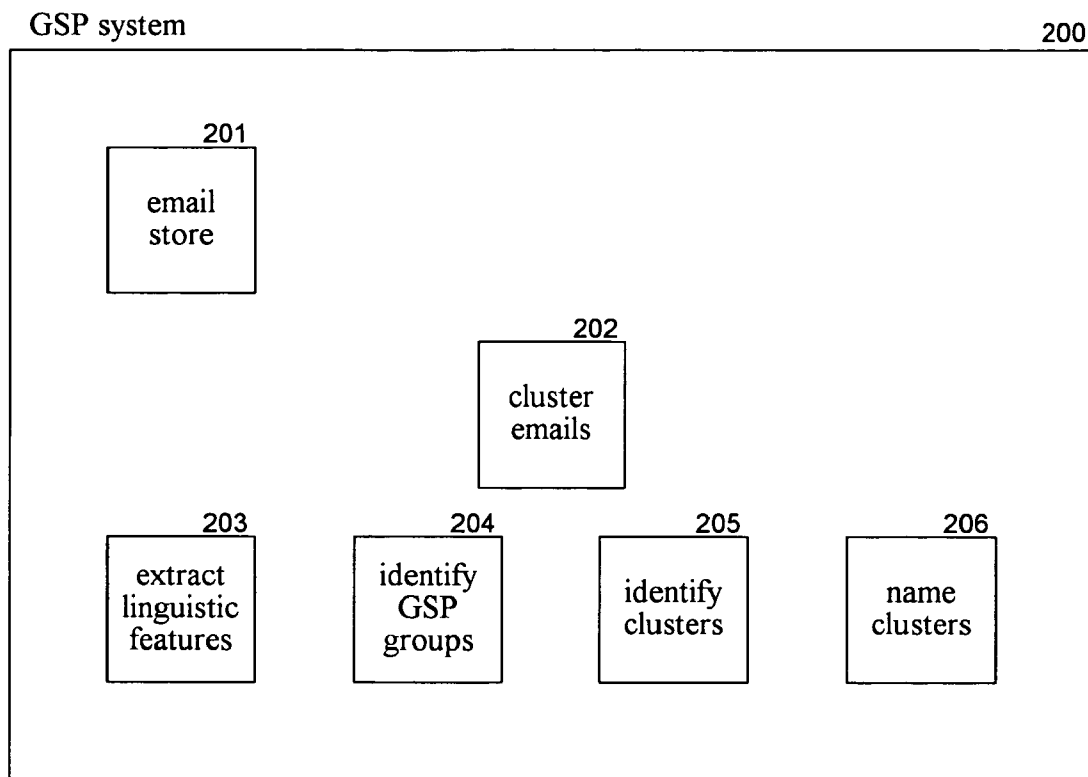 GSP system 200
201
email
store
202
cluster
emails
203
extract
linguistic
features
204
identify
GSP
groups
205
identify
clusters
206
name
clusters